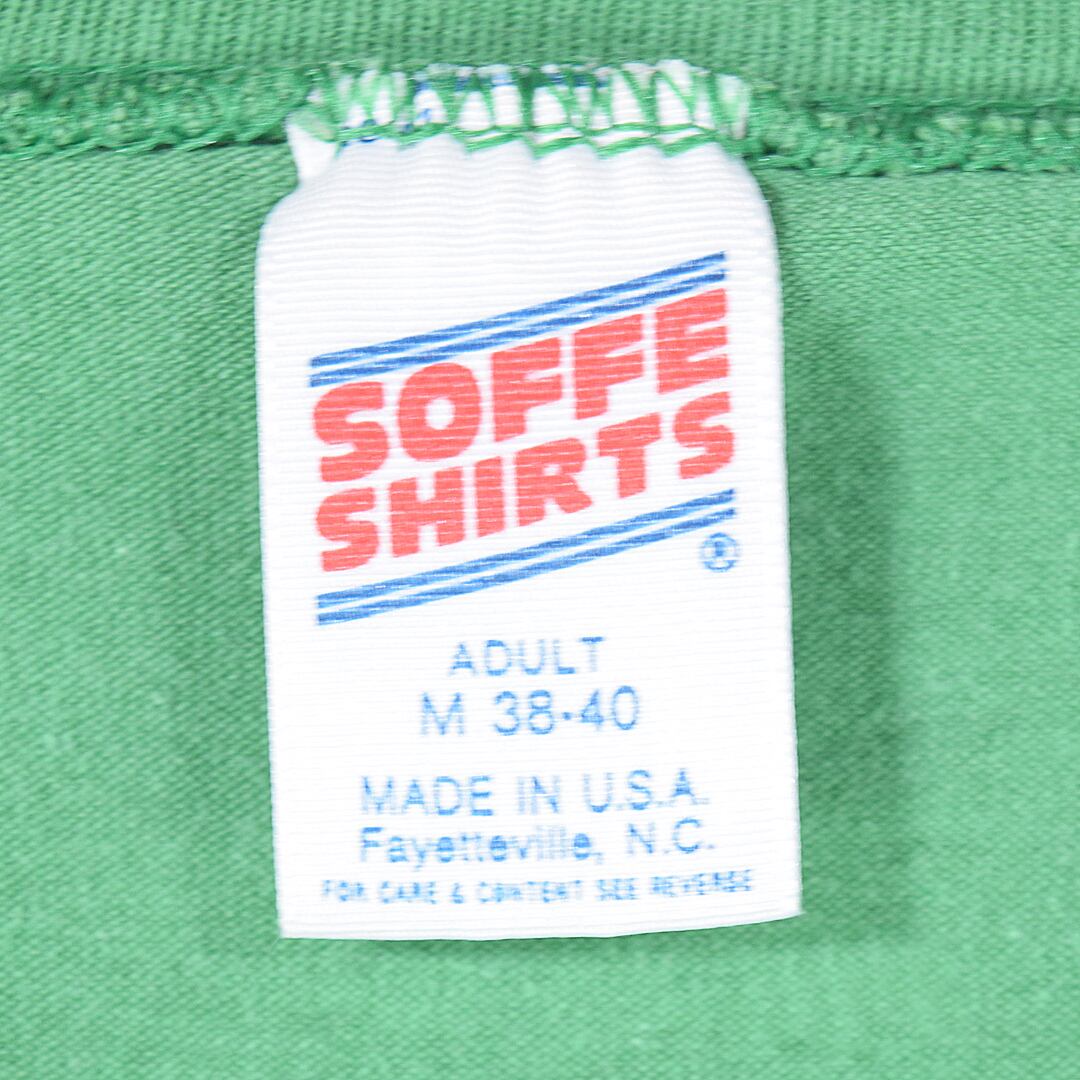 SOFFE
SHIRTS
®
ADULT
M 38-40
MADE IN U.S.A.
Fayetteville, N.C.
FOR CARE & CONTENT SEE REVERSE